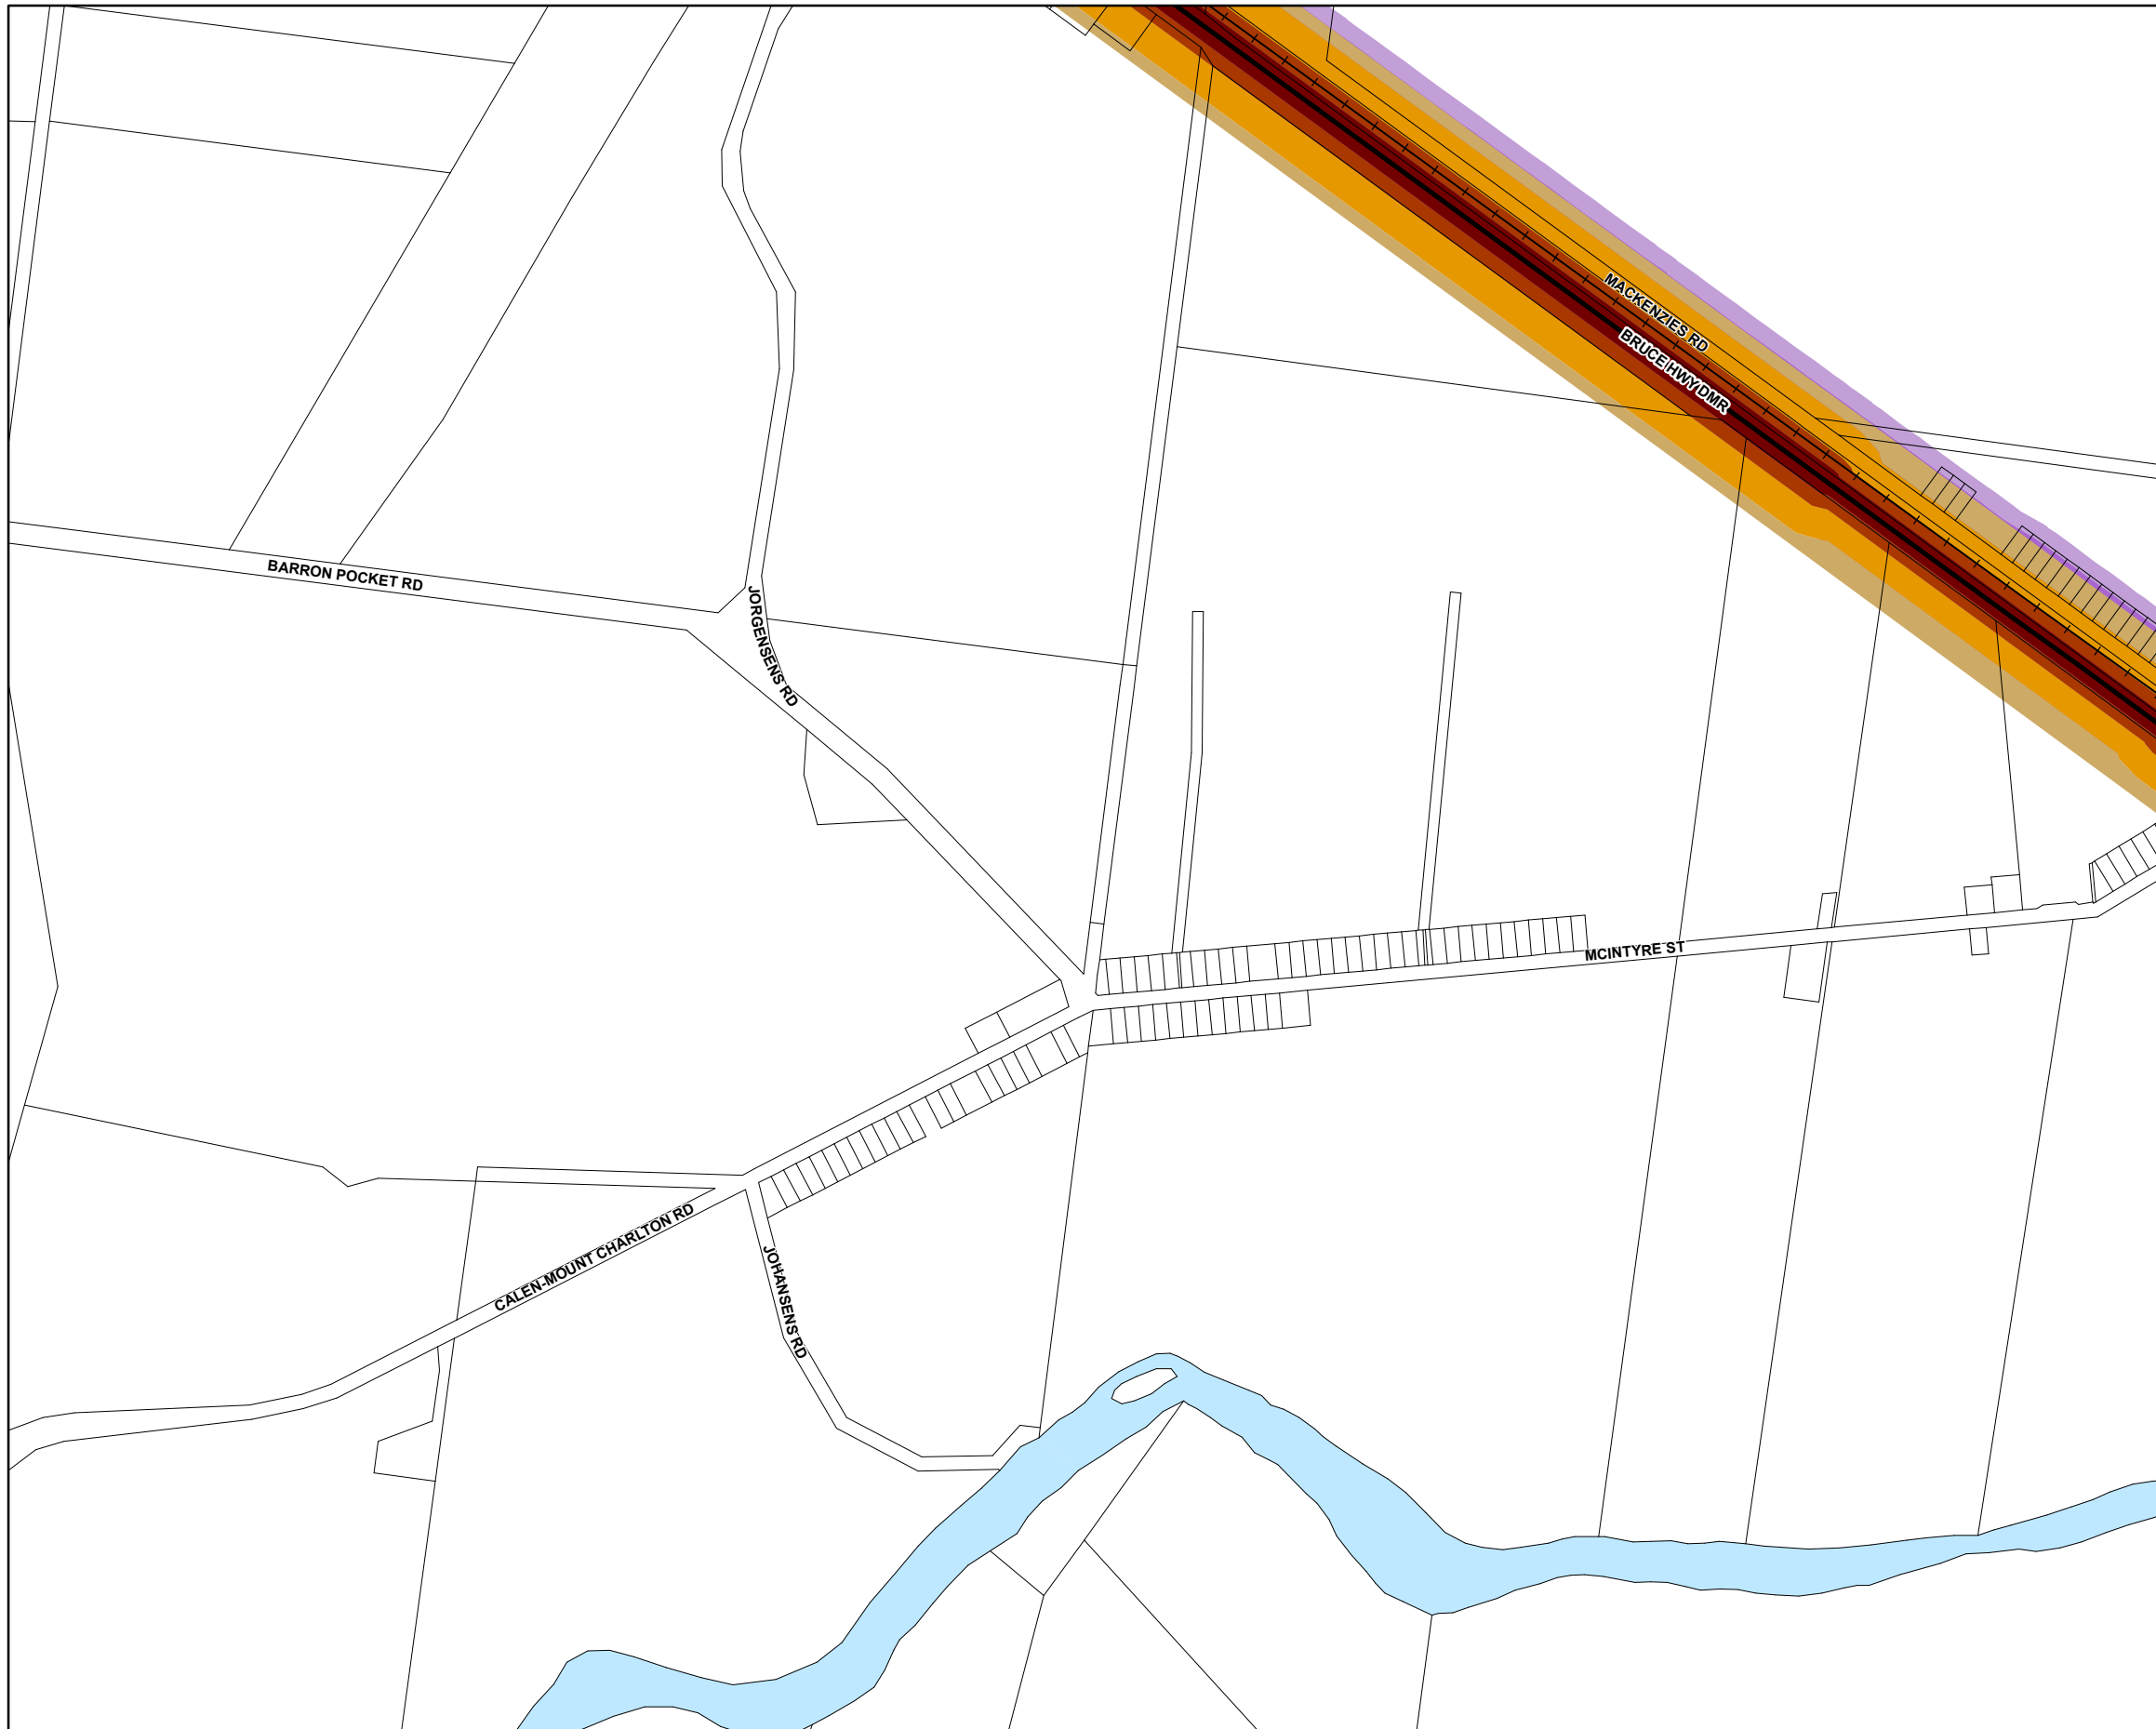 MACKENZIES RD
BRUCE HWY DMR
BARRON POCKET RD
JORGENSENS RD
MCINTYRE ST
CALEN-MOUNT CHARLTON RD
JOHANSENS RD